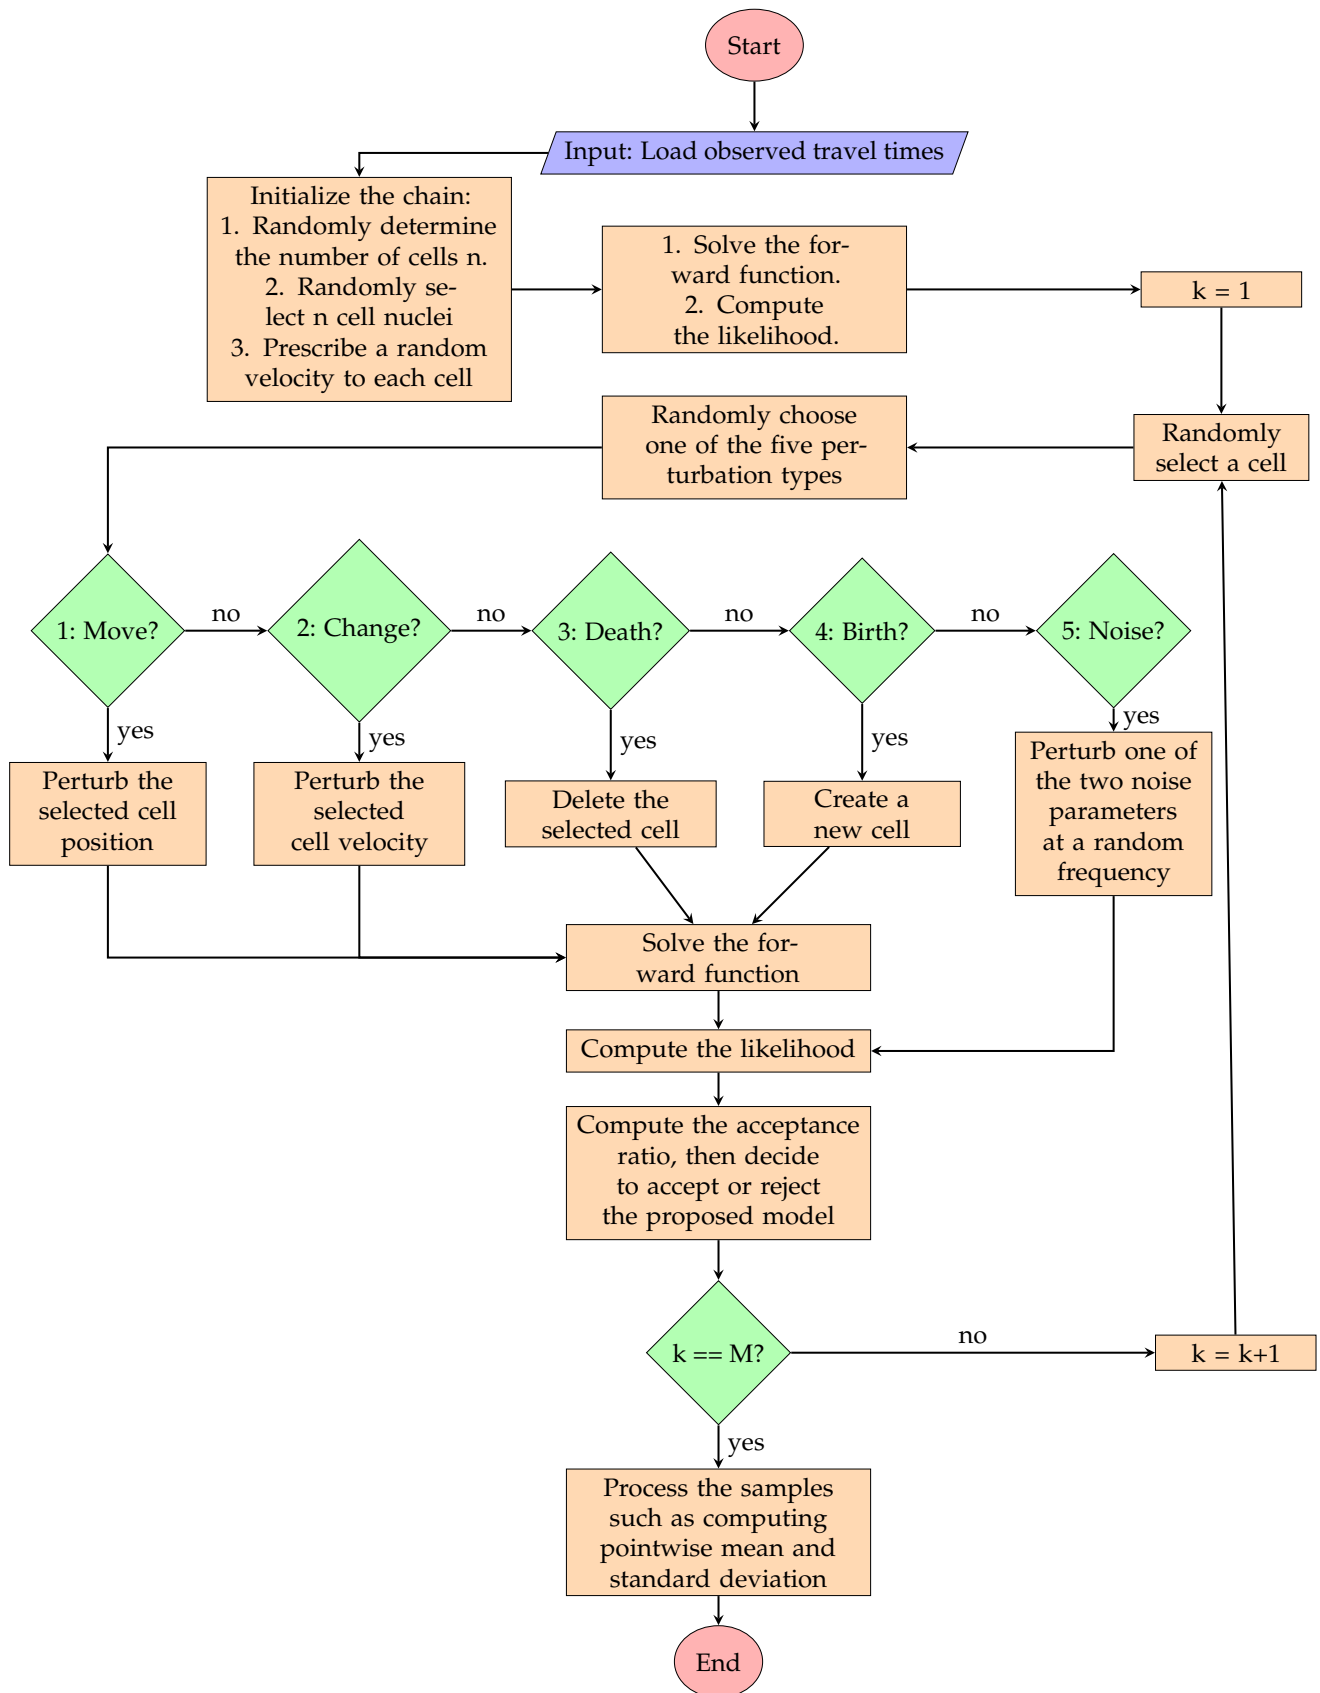 Start
Input: Load observed travel times
Initialize the chain:
1. Randomly determine
the number of cells n.
2. Randomly se-
lect n cell nuclei
3. Prescribe a random
velocity to each cell
1. Solve the for-
ward function.
2. Compute
the likelihood.
k = 1
Randomly choose
one of the five per-
turbation types
Randomly
select a cell
1: Move?
no
2: Change?
no
3: Death?
no
4: Birth?
no
5: Noise?
yes
yes
yes
yes
yes
Perturb the
selected cell
position
Perturb the
selected
cell velocity
Delete the
selected cell
Create a
new cell
Perturb one of
the two noise
parameters
at a random
frequency
Solve the for-
ward function
Compute the likelihood
Compute the acceptance
ratio, then decide
to accept or reject
the proposed model
k == M?
no
k = k+1
yes
Process the samples
such as computing
pointwise mean and
standard deviation
End